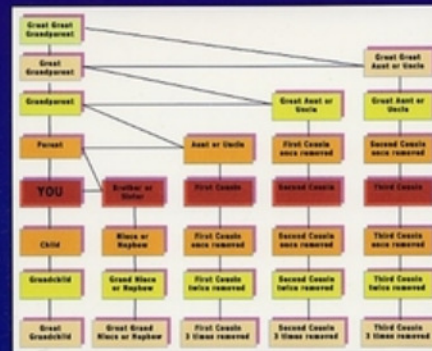 Great Great
Grandparent
Great
Grandparent
Great Great
Aunt or Uncle
Grandparent
Great Aunt or
Uncle
Great Aunt or
Uncle
Parent
Aunt or Uncle
First Cousin
once removed
Second Cousin
once removed
YOU
Brother or
Sister
First Cousin
Second Cousin
Third Cousin
Child
Niece or
Nephew
First Cousin
once removed
Second Cousin
once removed
Third Cousin
once removed
Grandchild
Grand Niece
or Nephew
First Cousin
twice removed
Second Cousin
twice removed
Third Cousin
twice removed
Great
Grandchild
Great Grand
Niece or Nephew
First Cousin
3 times removed
Second Cousin
3 times removed
Third Cousin
3 times removed